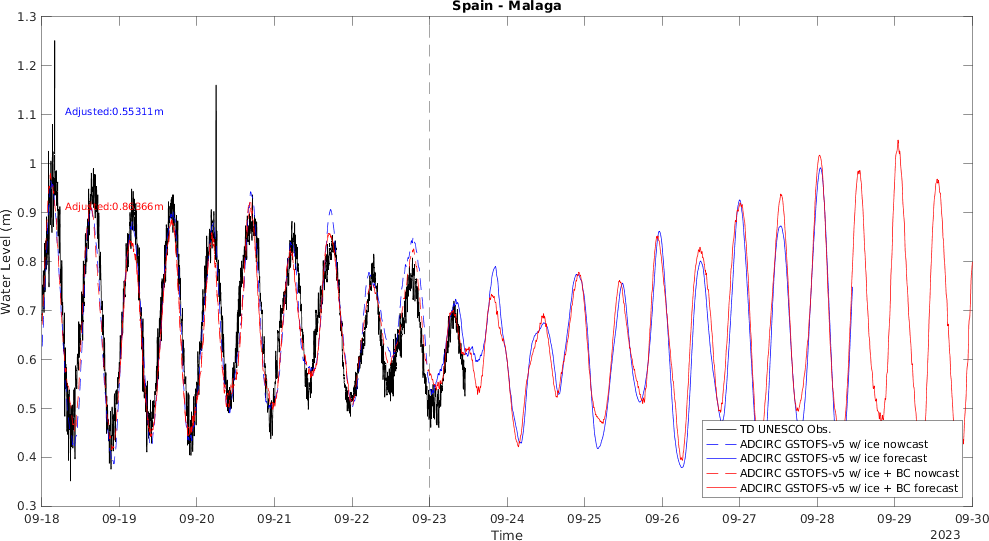 Spain - Malaga
1.3
1.2
1.1
1
0.9
0.8
0.7
0.6
0.5
0.4
0.3
Water Level (m)
Adjusted:0.55311m
Adjusted:0.86866m
TD UNESCO Obs.
ADCIRC GSTOFS-v5 w/ ice nowcast
ADCIRC GSTOFS-v5 w/ ice forecast
ADCIRC GSTOFS-v5 w/ ice + BC nowcast
ADCIRC GSTOFS-v5 w/ ice + BC forecast
09-18 09-19 09-20 09-21 09-22 09-23 09-24 09-25 09-26 09-27 09-28 09-29 09-30
Time
2023